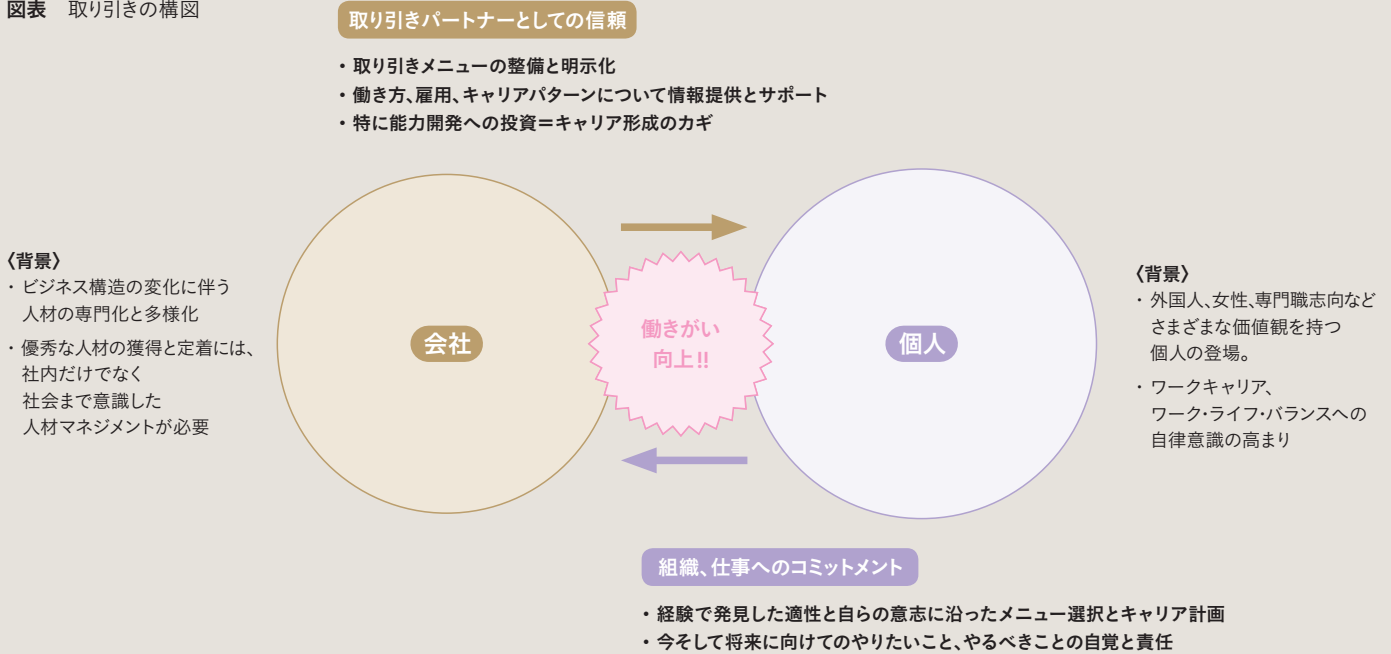 図表 取り引きの構図
取り引きパートナーとしての信頼
・取り引きメニューの整備と明示化
・働き方、雇用、キャリアパターンについて情報提供とサポート
・特に能力開発への投資＝キャリア形成のカギ
〈背景〉
・ビジネス構造の変化に伴う
人材の専門化と多様化
・優秀な人材の獲得と定着には、
社内だけでなく
社会まで意識した
人材マネジメントが必要
会社
働きがい
向上!!
個人
〈背景〉
・外国人、女性、専門職志向など
さまざまな価値観を持つ
個人の登場。
・ワークキャリア、
ワーク・ライフ・バランスへの
自律意識の高まり
組織、仕事へのコミットメント
・経験で発見した適性と自らの意志に沿ったメニュー選択とキャリア計画
・今そして将来に向けてのやりたいこと、やるべきことの自覚と責任